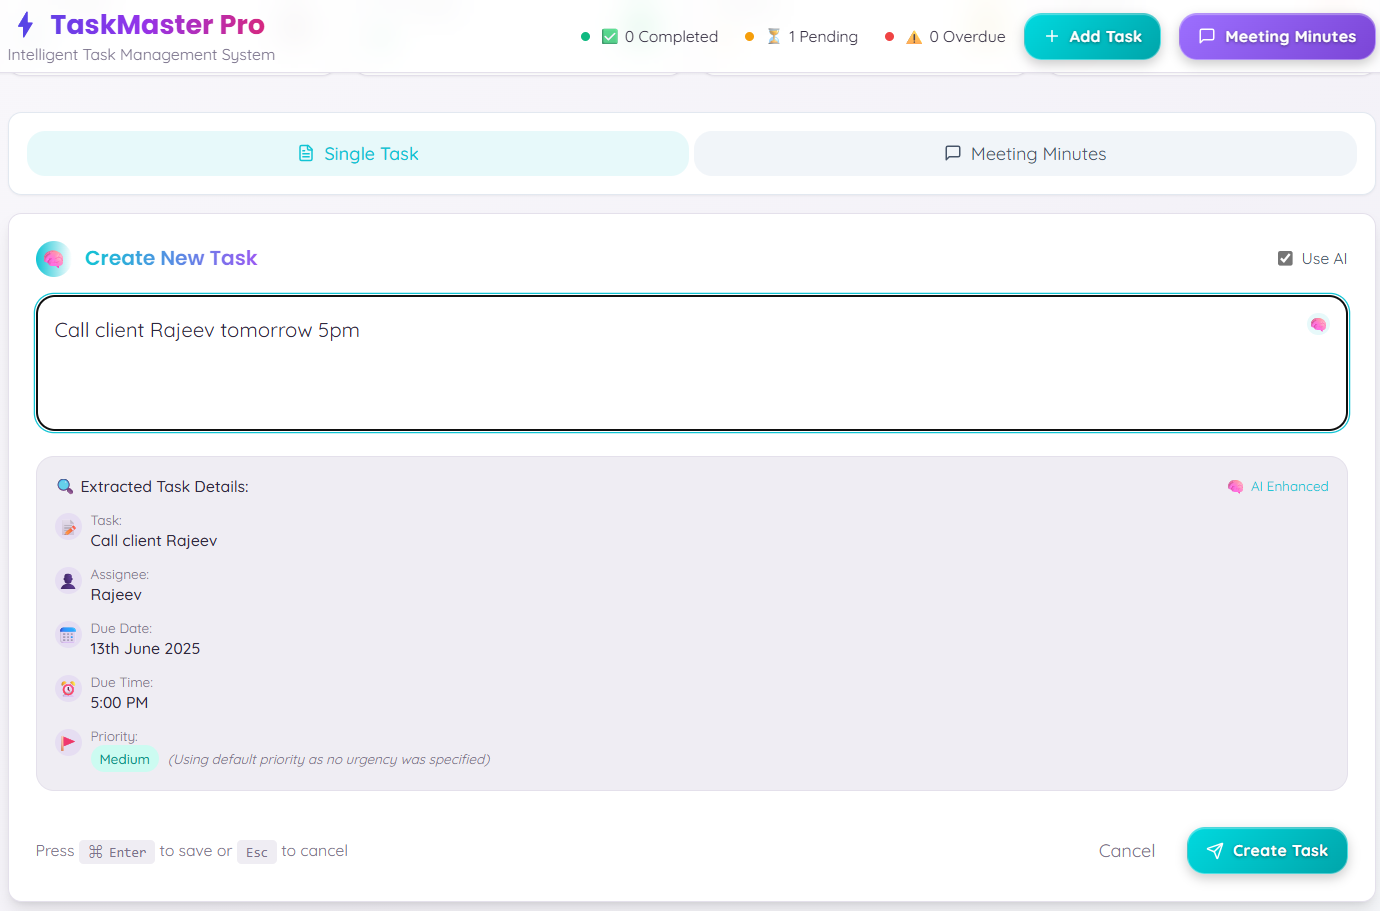 TaskMaster Pro
Intelligent Task Management System
0 Completed
1 Pending
0 Overdue
+ Add Task
Meeting Minutes
Single Task
Meeting Minutes
Create New Task
Use AI
Call client Rajeev tomorrow 5pm
Extracted Task Details:
AI Enhanced
Task:
Call client Rajeev
Assignee:
Rajeev
Due Date:
13th June 2025
Due Time:
5:00 PM
Priority:
Medium (Using default priority as no urgency was specified)
Press ⌘ Enter to save or Esc to cancel
Cancel
Create Task